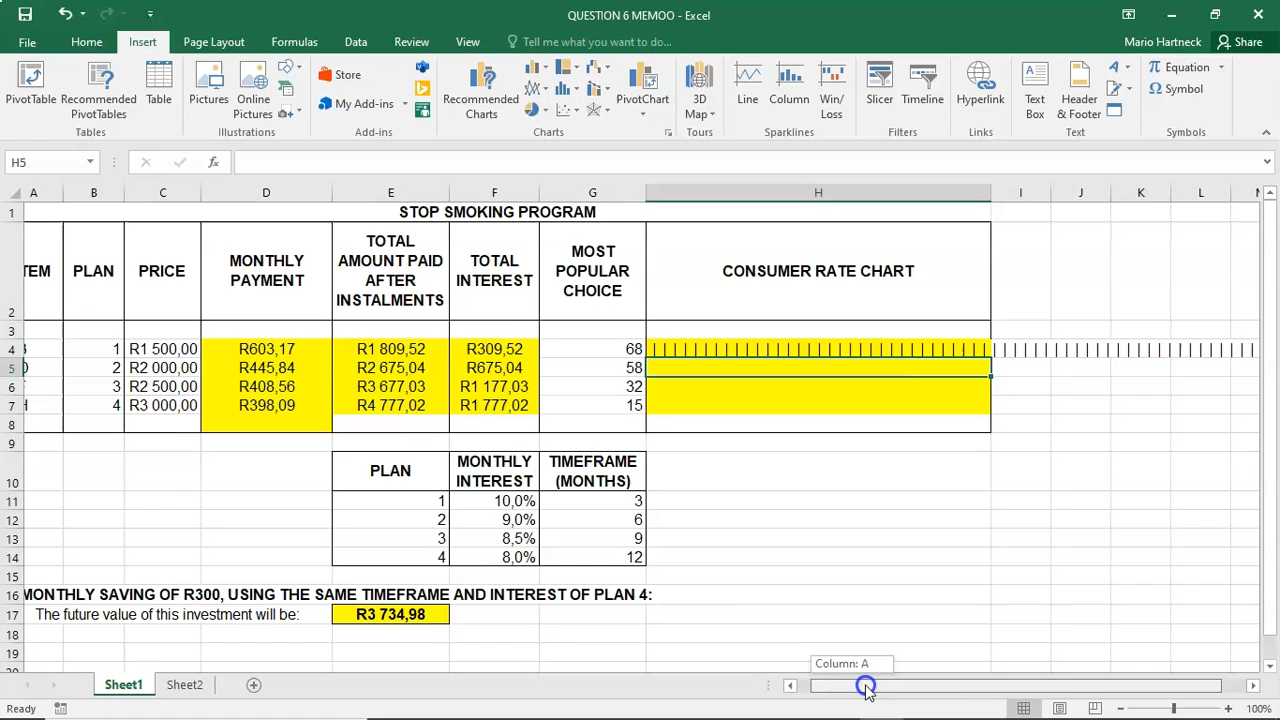 QUESTION 6 MEMOO - Excel
File Home Insert Page Layout Formulas Data Review View Tell me what you want to do... Mario Hartneck Share
PivotTable Recommended PivotTables Table Pictures Online Pictures Store My Add-ins Recommended Charts PivotChart 3D Map Line Column Win/Loss Slicer Timeline Hyperlink Text Box Header & Footer Equation Symbol
Tables Illustrations Add-ins Charts Tours Sparklines Filters Links Text Symbols
H5 fx
A B C D E F G H I J K L M
1 STOP SMOKING PROGRAM
2 TEM PLAN PRICE MONTHLY PAYMENT TOTAL AMOUNT PAID AFTER INSTALMENTS TOTAL INTEREST MOST POPULAR CHOICE CONSUMER RATE CHART
3
4 1 R1 500,00 R603,17 R1 809,52 R309,52 68 | | | | | | | | | | | | | | | | | | | | | | | | | | | | | | | | | | | | | | | | | | | | | | | | | | | | |
5 2 R2 000,00 R445,84 R2 675,04 R675,04 58
6 3 R2 500,00 R408,56 R3 677,03 R1 177,03 32
7 4 R3 000,00 R398,09 R4 777,02 R1 777,02 15
8
9
10 PLAN MONTHLY INTEREST TIMEFRAME (MONTHS)
11 1 10,0% 3
12 2 9,0% 6
13 3 8,5% 9
14 4 8,0% 12
15
16 MONTHLY SAVING OF R300, USING THE SAME TIMEFRAME AND INTEREST OF PLAN 4:
17 The future value of this investment will be: R3 734,98
18
19
Column: A
Sheet1 Sheet2
Ready 100%